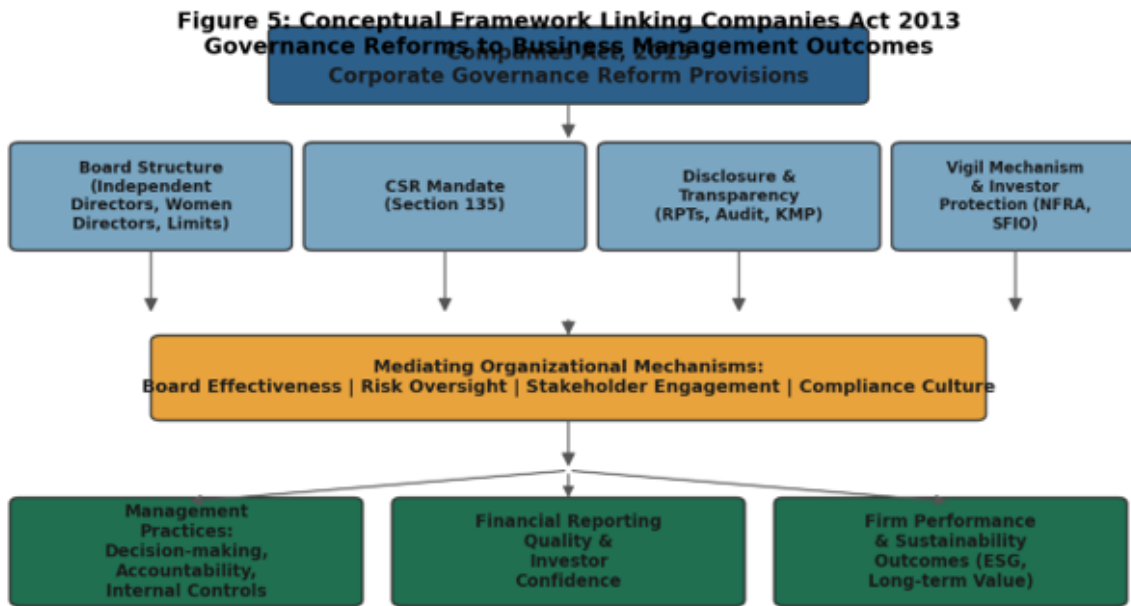 Figure 5: Conceptual Framework Linking Companies Act 2013
Governance Reforms to Business Management Outcomes
Companies Act, 2013
Corporate Governance Reform Provisions
Board Structure
(Independent
Directors, Women
Directors, Limits)
CSR Mandate
(Section 135)
Disclosure &
Transparency
(RPTs, Audit, KMP)
Vigil Mechanism
& Investor
Protection (NFRA,
SFIO)
Mediating Organizational Mechanisms:
Board Effectiveness | Risk Oversight | Stakeholder Engagement | Compliance Culture
Management
Practices:
Decision-making,
Accountability,
Internal Controls
Financial Reporting
Quality &
Investor
Confidence
Firm Performance
& Sustainability
Outcomes (ESG,
Long-term Value)